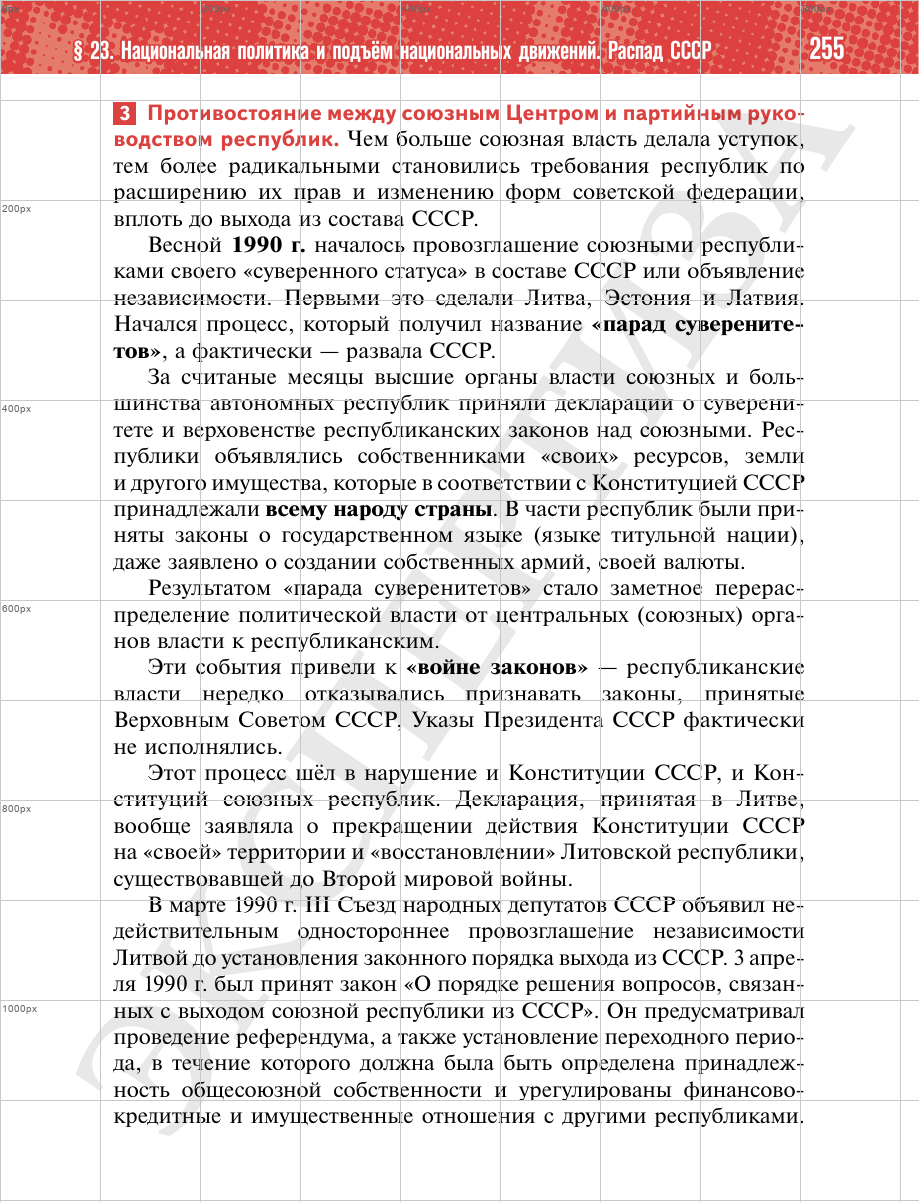 § 23. Национальная политика и подъём национальных движений. Распад СССР 255
3 Противостояние между союзным Центром и партийным руко-
водством республик. Чем больше союзная власть делала уступок,
тем более радикальными становились требования республик по
расширению их прав и изменению форм советской федерации,
вплоть до выхода из состава СССР.
Весной 1990 г. началось провозглашение союзными республи-
ками своего «суверенного статуса» в составе СССР или объявление
независимости. Первыми это сделали Литва, Эстония и Латвия.
Начался процесс, который получил название «парад суверените-
тов», а фактически — развала СССР.
За считаные месяцы высшие органы власти союзных и боль-
шинства автономных республик приняли декларации о суверени-
тете и верховенстве республиканских законов над союзными. Рес-
публики объявлялись собственниками «своих» ресурсов, земли
и другого имущества, которые в соответствии с Конституцией СССР
принадлежали всему народу страны. В части республик были при-
няты законы о государственном языке (языке титульной нации),
даже заявлено о создании собственных армий, своей валюты.
Результатом «парада суверенитетов» стало заметное перерас-
пределение политической власти от центральных (союзных) орга-
нов власти к республиканским.
Эти события привели к «войне законов» — республиканские
власти нередко отказывались признавать законы, принятые
Верховным Советом СССР, Указы Президента СССР фактически
не исполнялись.
Этот процесс шёл в нарушение и Конституции СССР, и Кон-
ституций союзных республик. Декларация, принятая в Литве,
вообще заявляла о прекращении действия Конституции СССР
на «своей» территории и «восстановлении» Литовской республики,
существовавшей до Второй мировой войны.
В марте 1990 г. III Съезд народных депутатов СССР объявил не-
действительным одностороннее провозглашение независимости
Литвой до установления законного порядка выхода из СССР. 3 апре-
ля 1990 г. был принят закон «О порядке решения вопросов, связан-
ных с выходом союзной республики из СССР». Он предусматривал
проведение референдума, а также установление переходного перио-
да, в течение которого должна была быть определена принадлеж-
ность общесоюзной собственности и урегулированы финансово-
кредитные и имущественные отношения с другими республиками.
ЭКСПЕРТИЗА
200px
400px
600px
800px
1000px